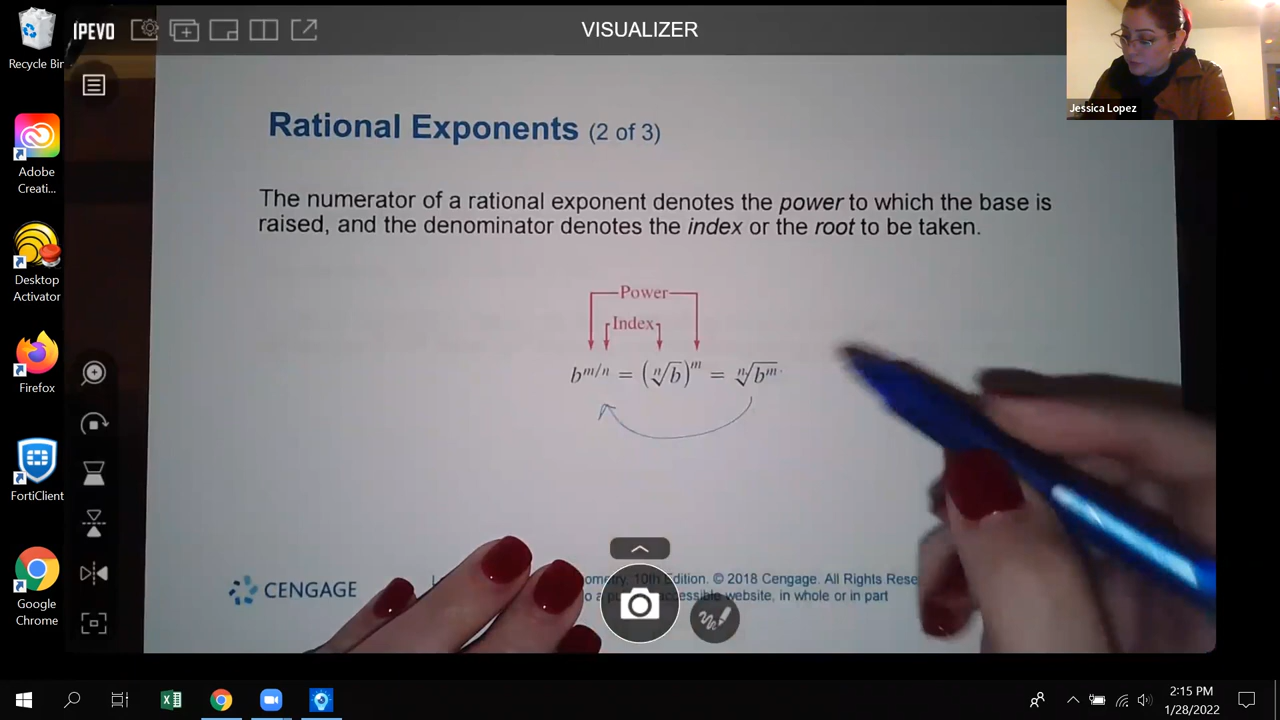 IPEVO
VISUALIZER
Recycle Bin
Adobe
Creati...
Desktop
Activator
Firefox
FortiClient
Google
Chrome
Jessica Lopez
Rational Exponents (2 of 3)
The numerator of a rational exponent denotes the power to which the base is
raised, and the denominator denotes the index or the root to be taken.
Power
Index
b^{m/n} = (ⁿ√b)^m = ⁿ√b^m.
CENGAGE
10th Edition. © 2018 Cengage. All Rights Rese
accessible website, in whole or in part
2:15 PM
1/28/2022